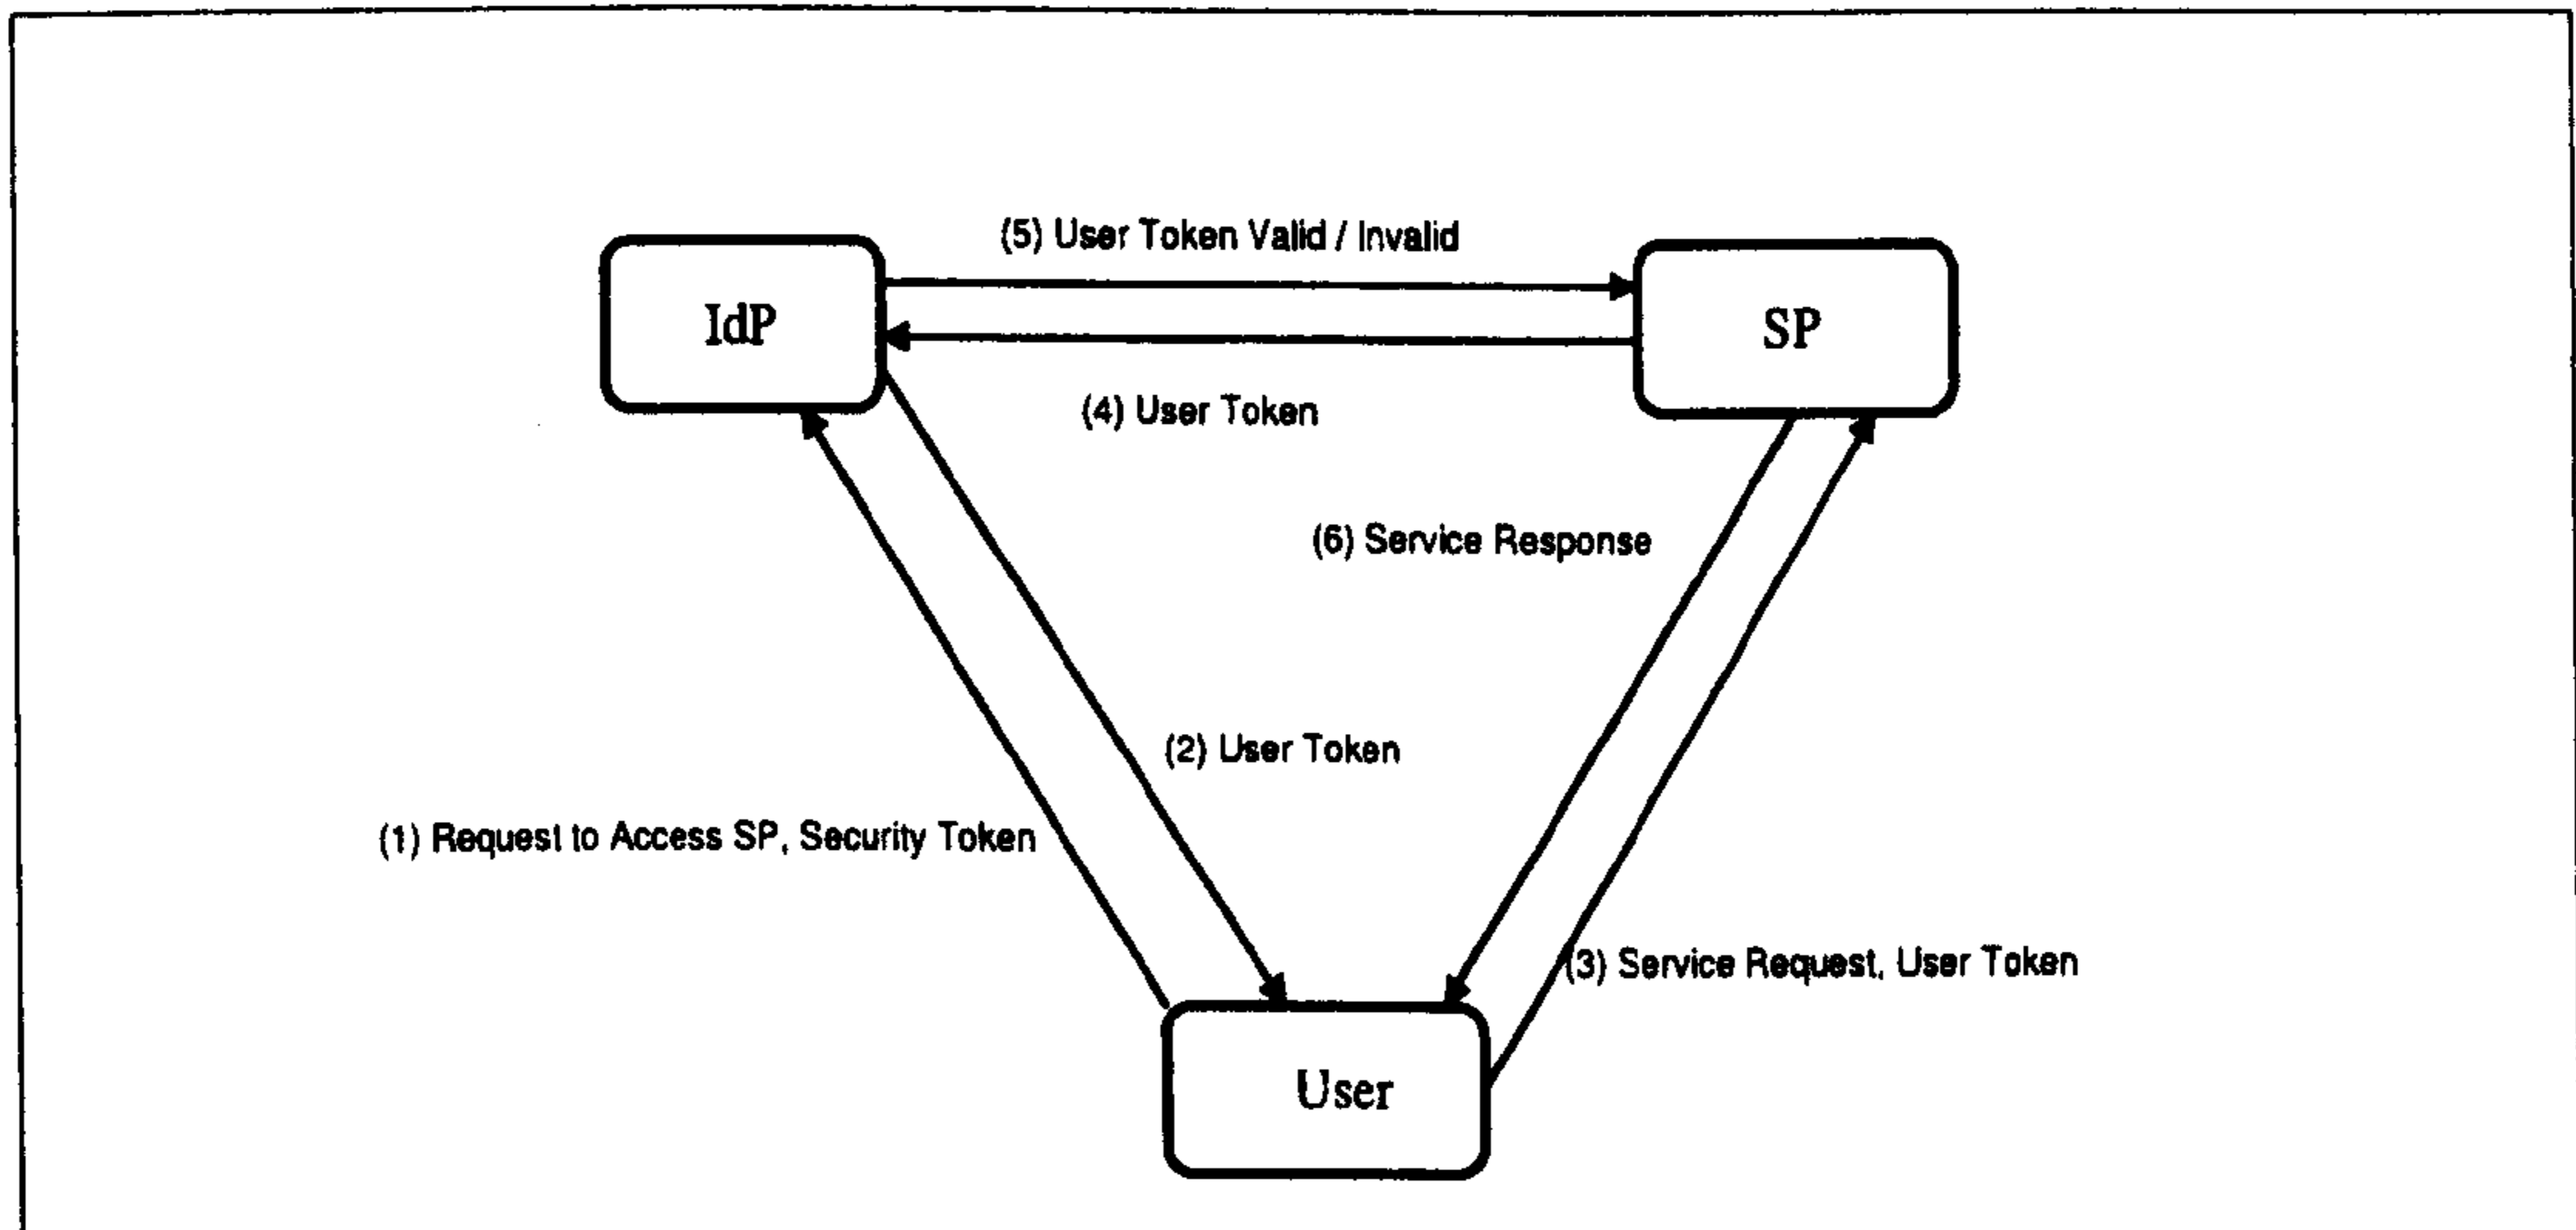 (5) User Token Valid / Invalid
IdP
SP
(4) User Token
(6) Service Response
(2) User Token
(1) Request to Access SP, Security Token
(3) Service Request, User Token
User